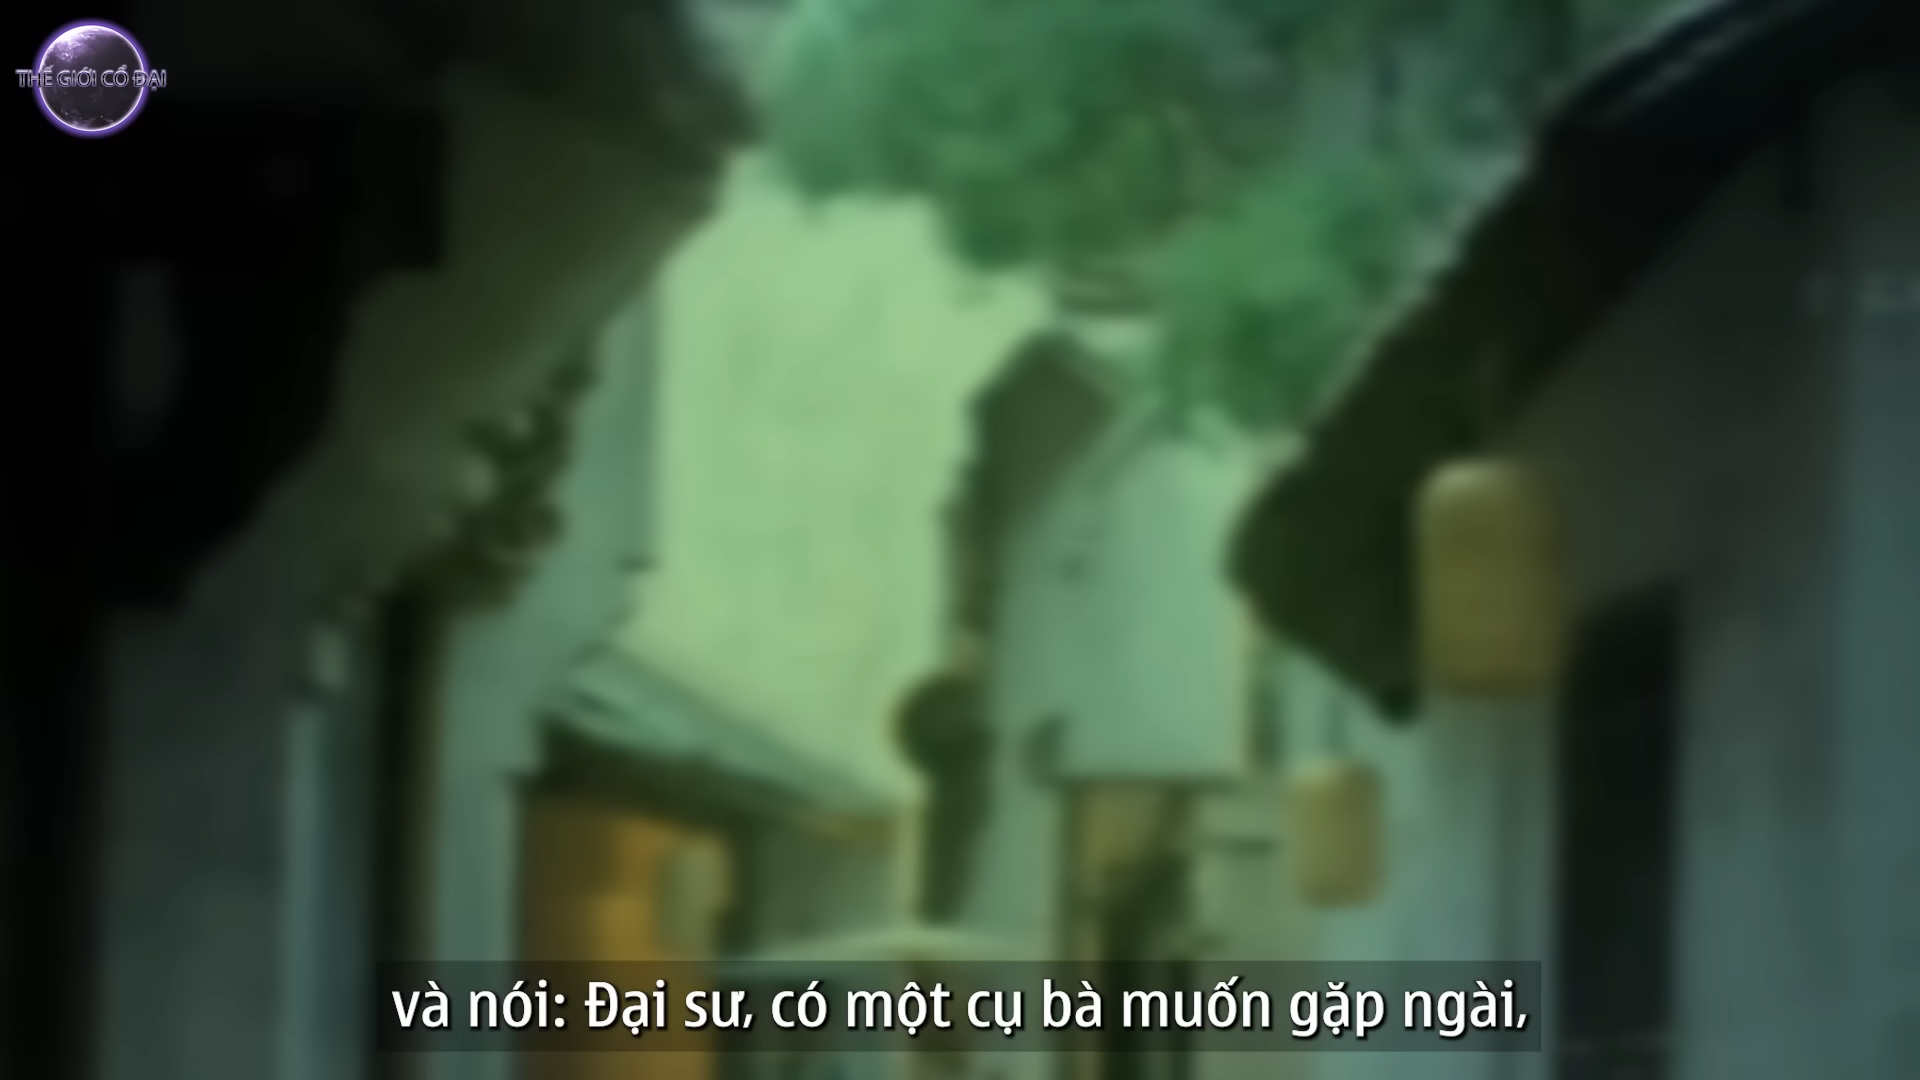 THẾ GIỚI CỔ ĐẠI
và nói: Đại sư, có một cụ bà muốn gặp ngài,